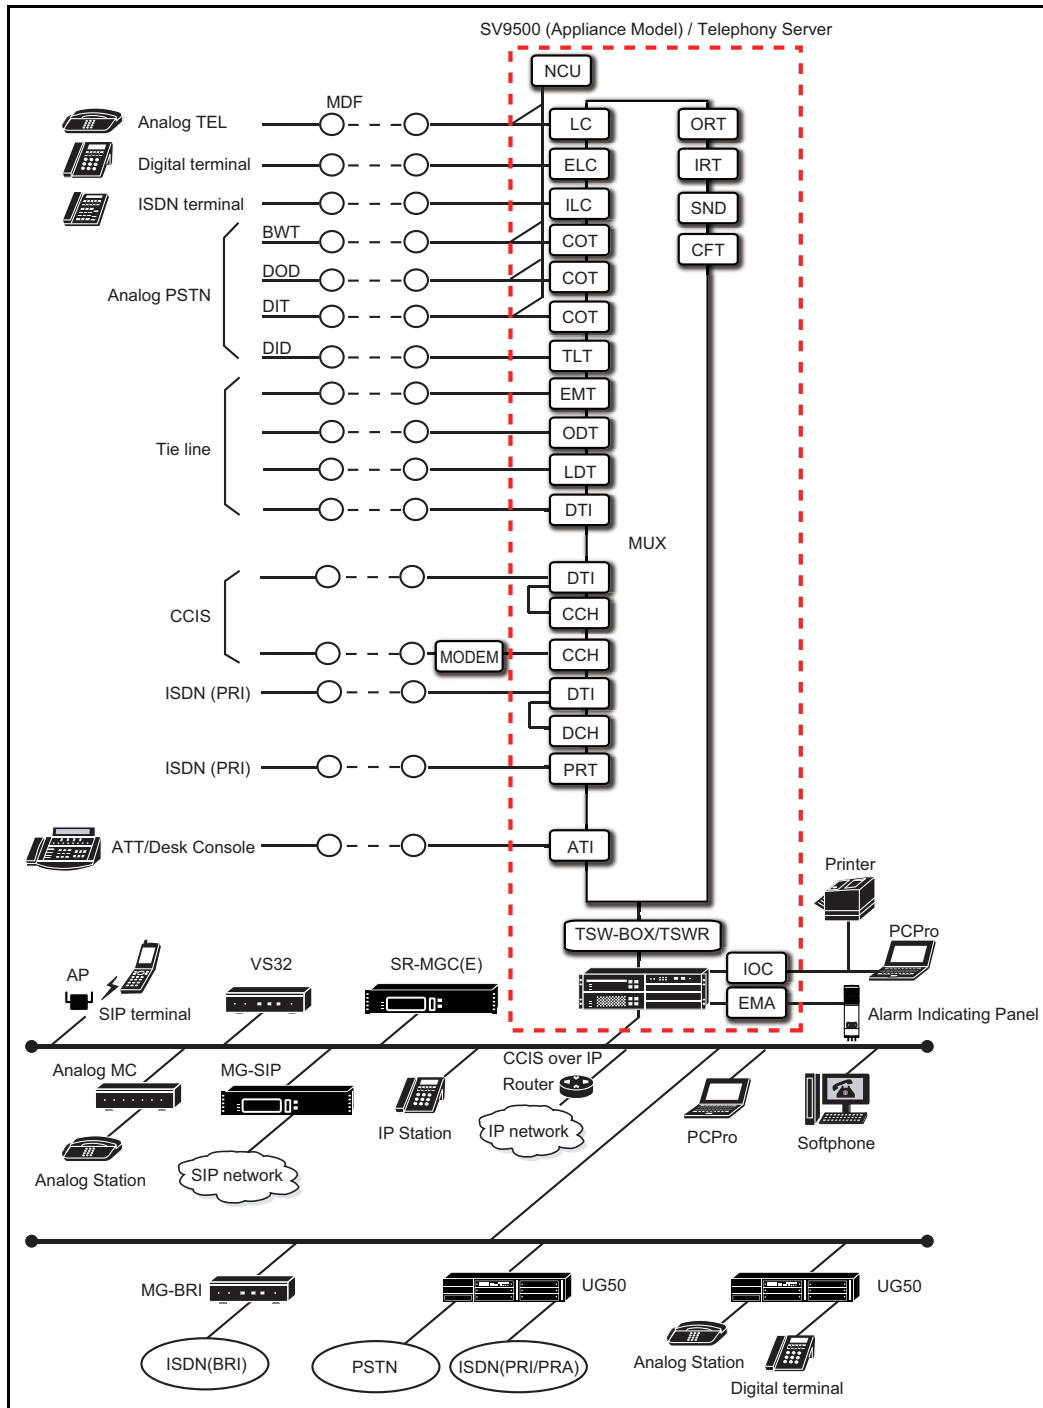 SV9500 (Appliance Model) / Telephony Server
NCU
MDF
Analog TEL
LC
ORT
Digital terminal
ELC
IRT
ISDN terminal
ILC
SND
BWT
COT
CFT
DOD
COT
Analog PSTN
DIT
COT
DID
TLT
EMT
ODT
Tie line
LDT
DTI
MUX
DTI
CCIS
CCH
MODEM
CCH
ISDN (PRI)
DTI
DCH
ISDN (PRI)
PRT
ATT/Desk Console
ATI
Printer
TSW-BOX/TSWR
PCPro
AP
SIP terminal
VS32
SR-MGC(E)
IOC
EMA
Alarm Indicating Panel
Analog MC
MG-SIP
CCIS over IP
Router
IP Station
IP network
PCPro
Softphone
Analog Station
SIP network
MG-BRI
UG50
UG50
ISDN(BRI)
PSTN
ISDN(PRI/PRA)
Analog Station
Digital terminal